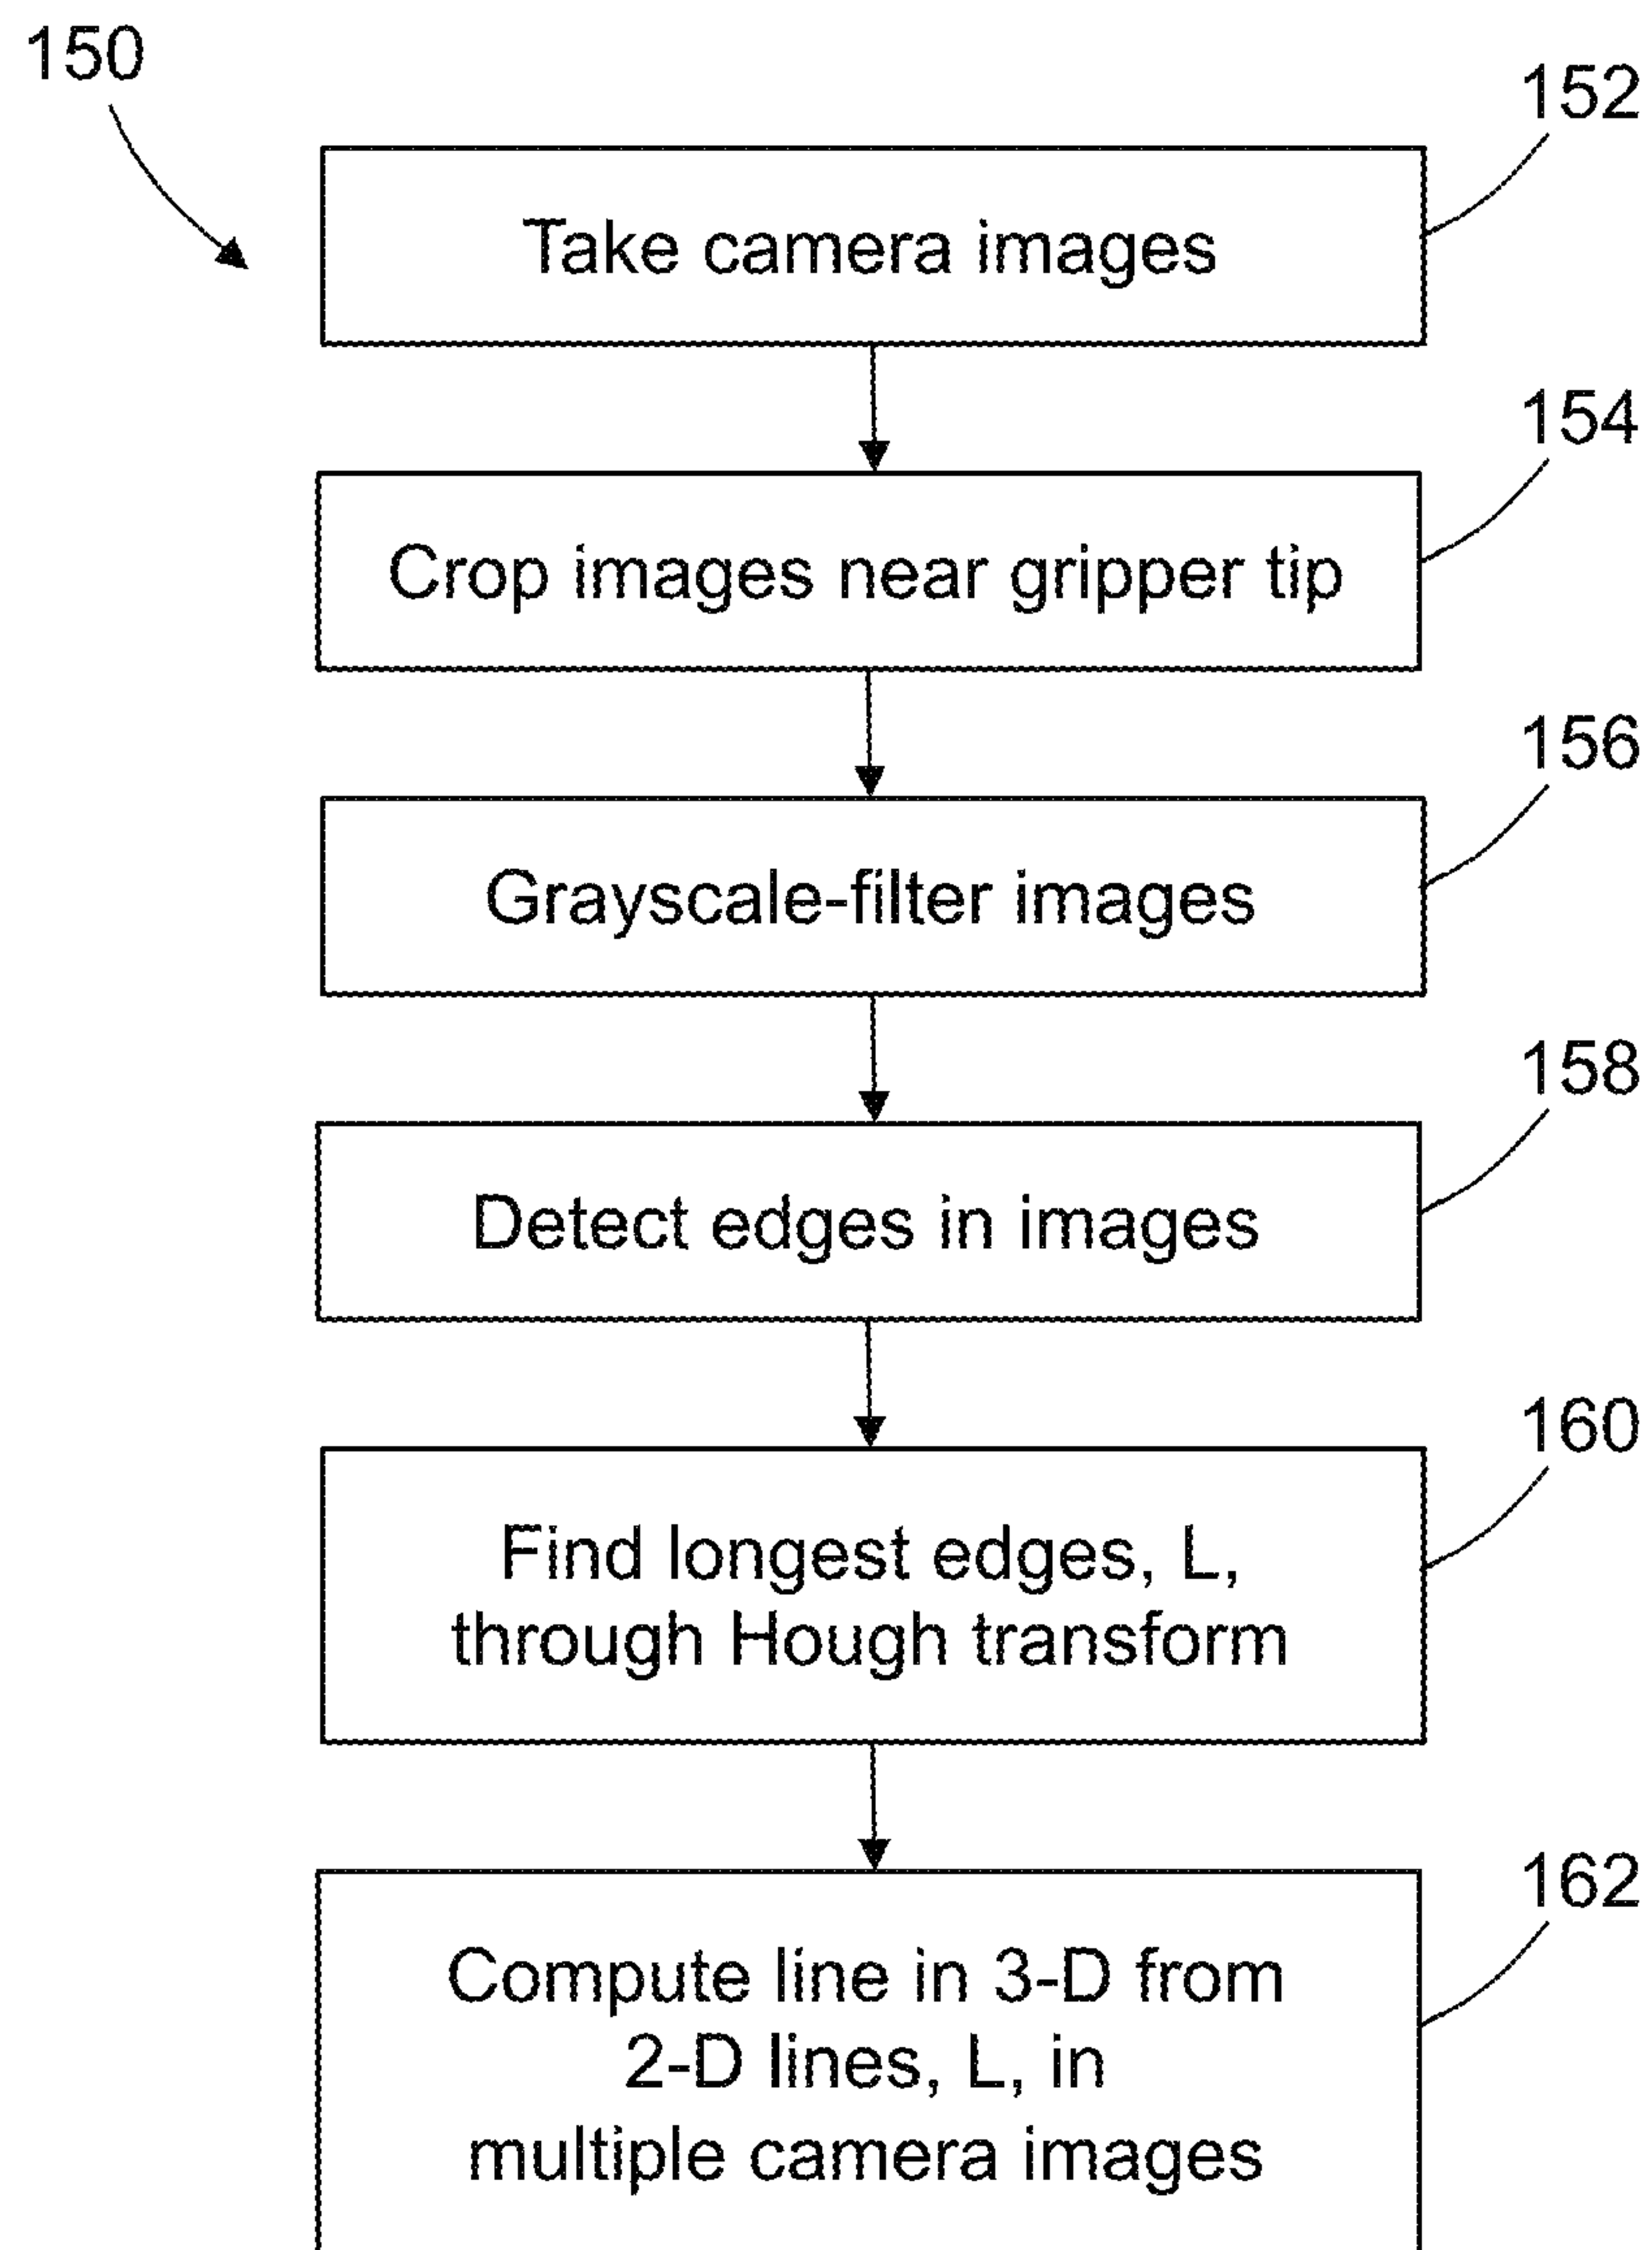 150
152
Take camera images
154
Crop images near gripper tip
156
Grayscale-filter images
158
Detect edges in images
160
Find longest edges, L,
through Hough transform
162
Compute line in 3-D from
2-D lines, L, in
multiple camera images